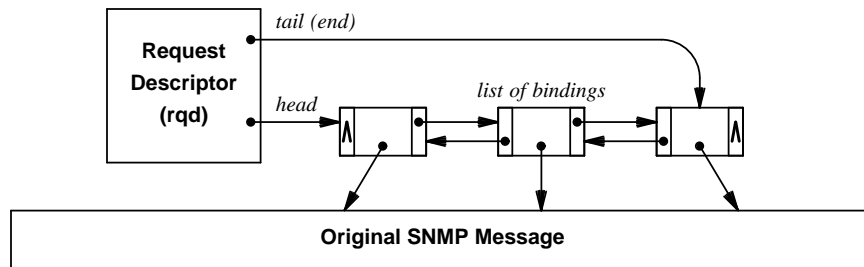 tail (end)
Request
Descriptor
(rqd)
head
list of bindings
Original SNMP Message